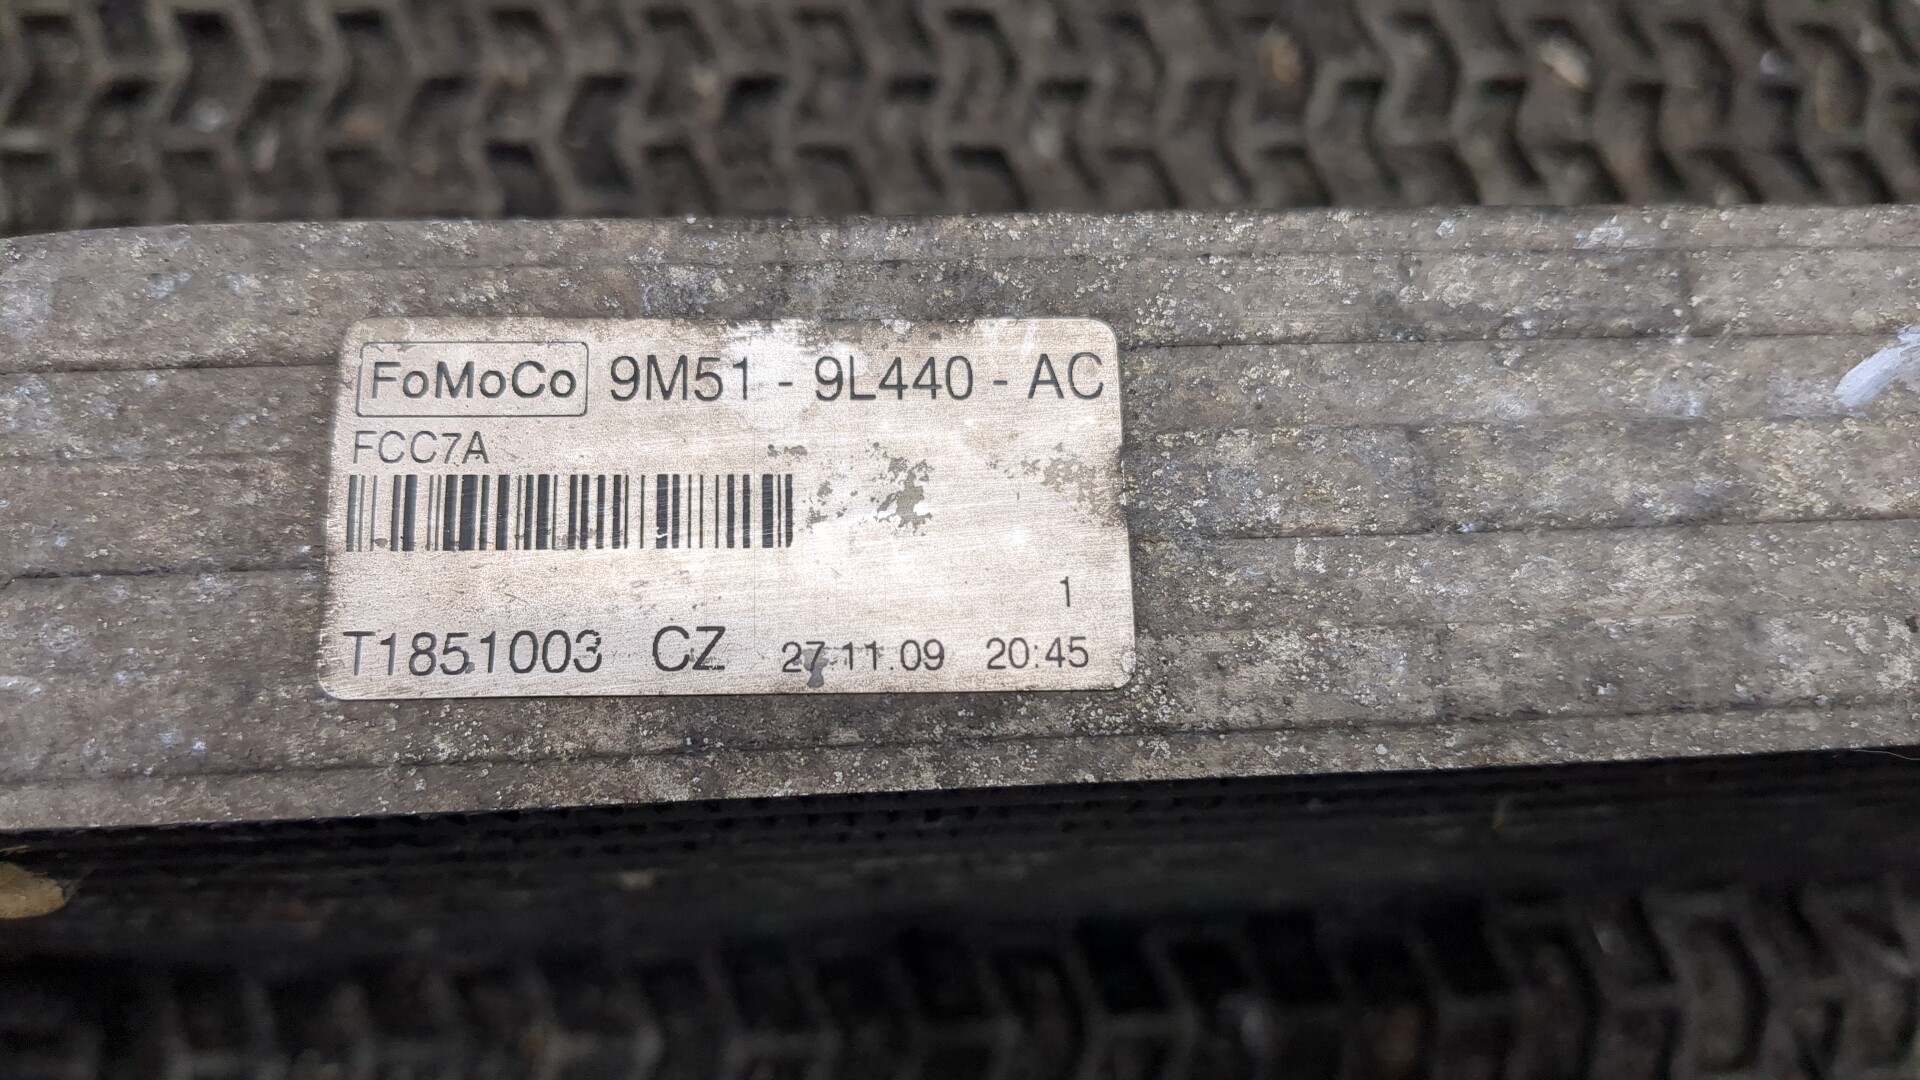 FoMoCo 9M51 - 9L440 - AC
FCC7A
1
T1851003 CZ 27.11.09 20:45